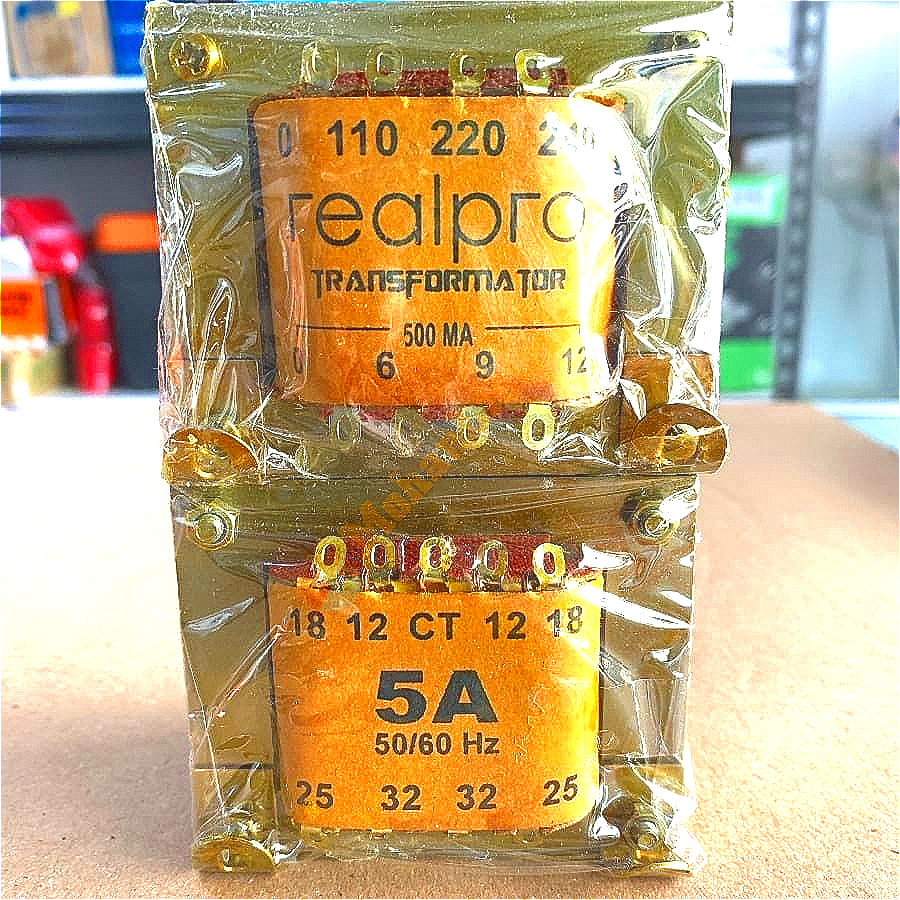 0 110 220 240
realpro
TRANSFORMATOR
500 MA
0 6 9 12
18 12 CT 12 18
5A
50/60 Hz
25 32 32 25